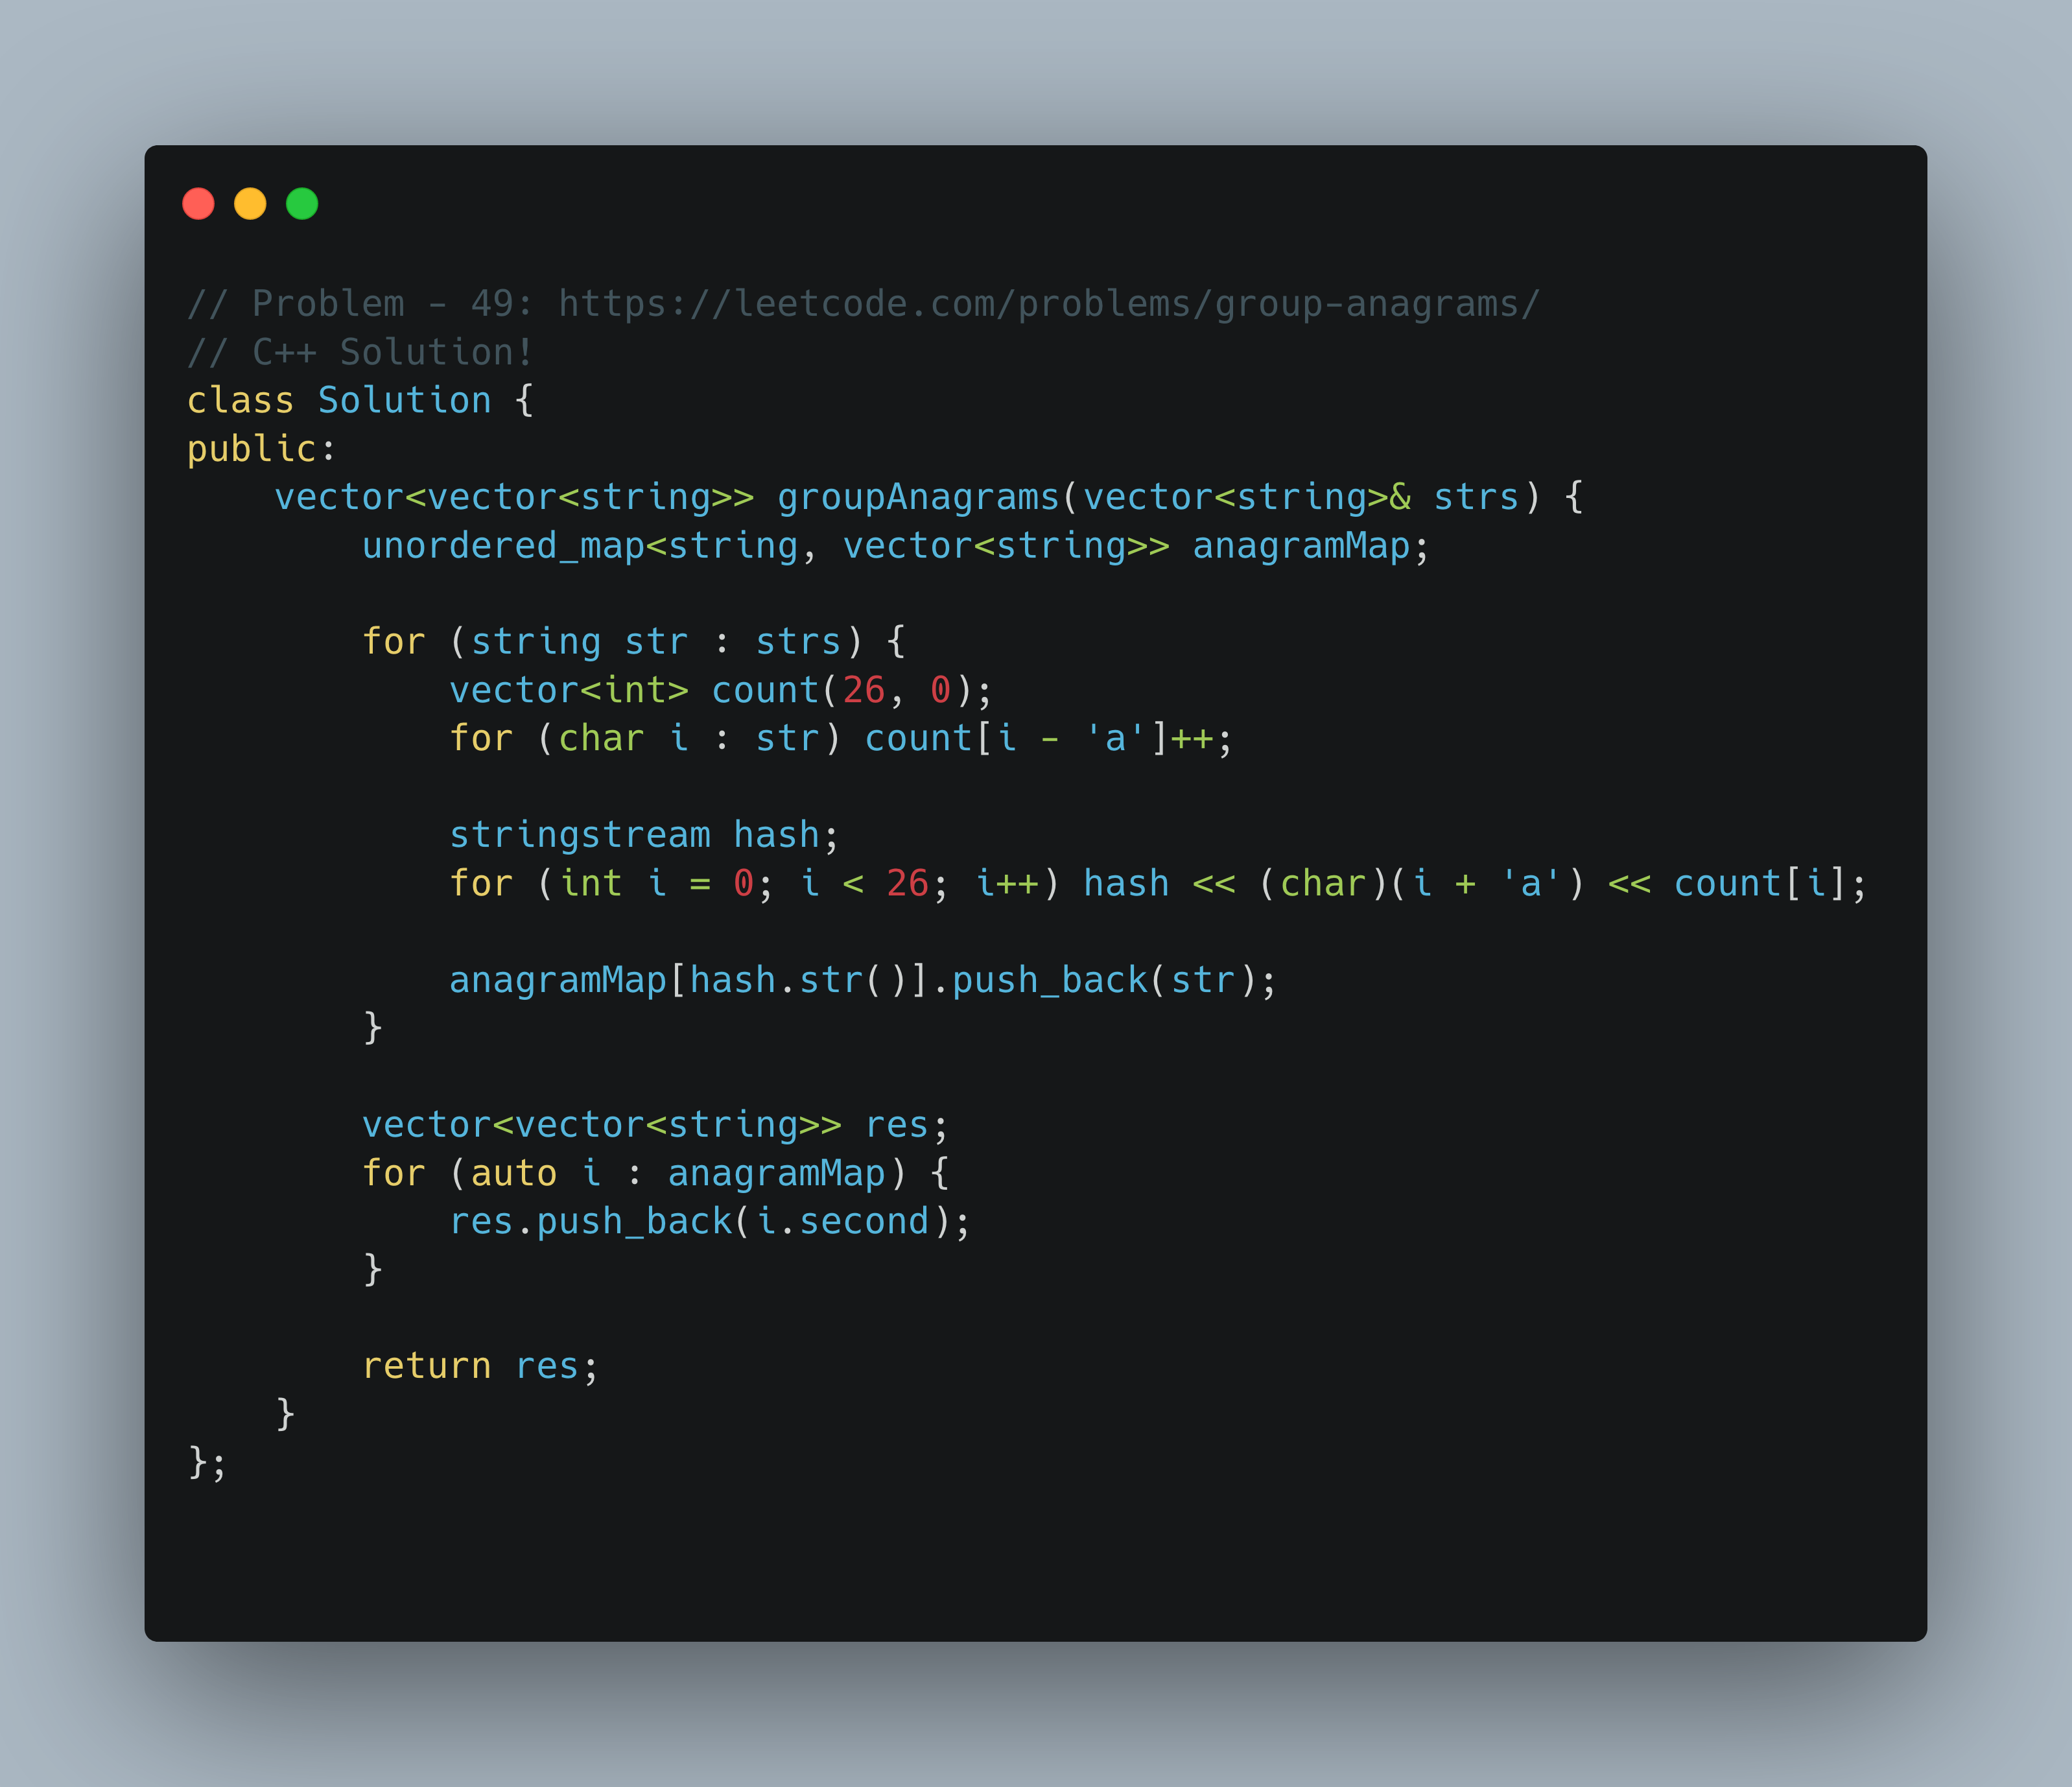 // Problem - 49: https://leetcode.com/problems/group-anagrams/
// C++ Solution!
class Solution {
public:
    vector<vector<string>> groupAnagrams(vector<string>& strs) {
        unordered_map<string, vector<string>> anagramMap;

        for (string str : strs) {
            vector<int> count(26, 0);
            for (char i : str) count[i - 'a']++;

            stringstream hash;
            for (int i = 0; i < 26; i++) hash << (char)(i + 'a') << count[i];

            anagramMap[hash.str()].push_back(str);
        }

        vector<vector<string>> res;
        for (auto i : anagramMap) {
            res.push_back(i.second);
        }

        return res;
    }
};